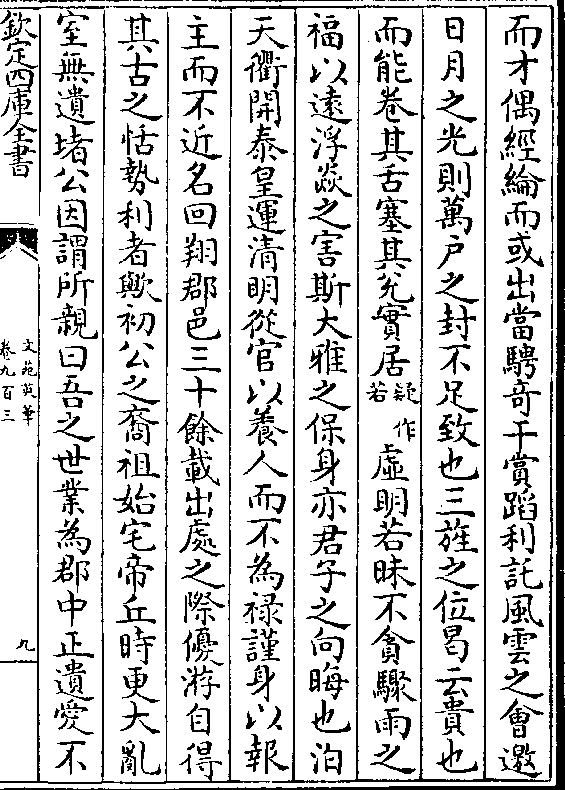 而才偶經綸而或出當騁奇干賞蹈利託風雲之會邀
日月之光則萬戶之封不足致也三旌之位曷云貴也
而能卷其舌塞其兊實居疑作若虛明若昧不貪驟雨之
福以遠浮焱之害斯大雅之保身亦君子之向晦也洎
天衢開泰皇運清明從官以養人而不為禄謹身以報
主而不近名回翔郡邑三十餘載出處之際優游自得
其古之恬勢利者歟初公之裔祖始宅帝丘時更大亂
室無遺堵公因謂所親曰吾之世業為郡中正遺愛不
欽定四庫全書
文苑英華
卷九百三
九